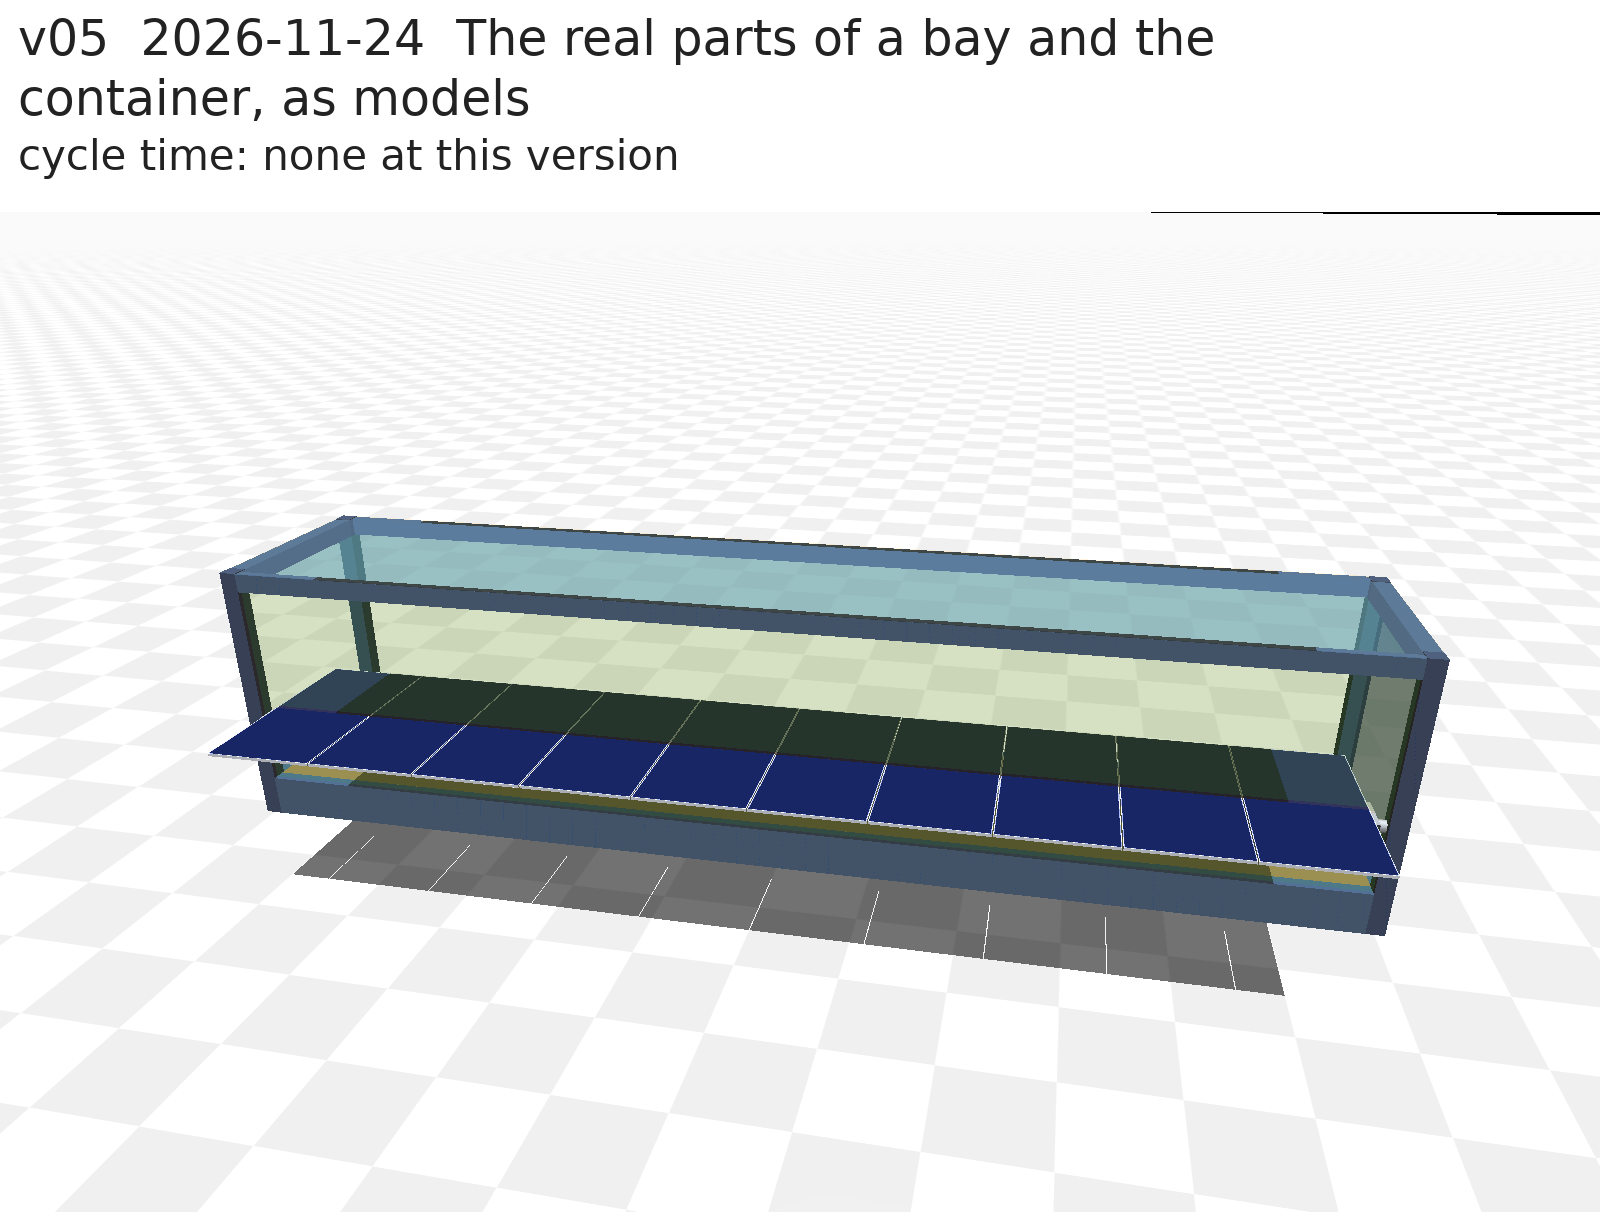 v05  2026-11-24  The real parts of a bay and the
container, as models
cycle time: none at this version